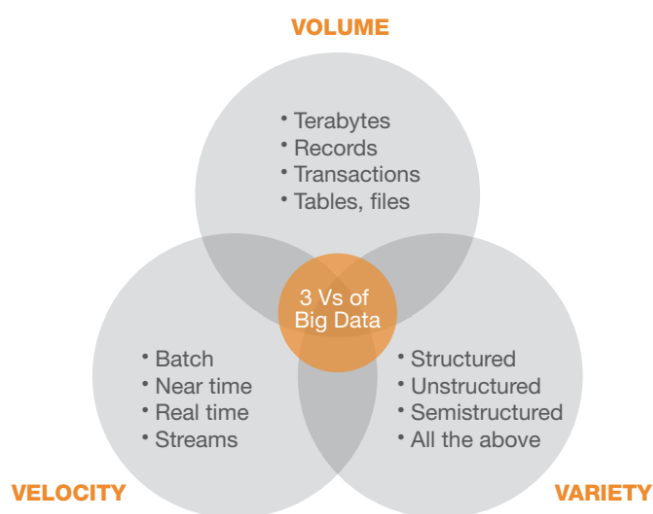 VOLUME
• Terabytes
• Records
• Transactions
• Tables, files
3 Vs of
Big Data
• Batch
• Near time
• Real time
• Streams
• Structured
• Unstructured
• Semistructured
• All the above
VELOCITY
VARIETY